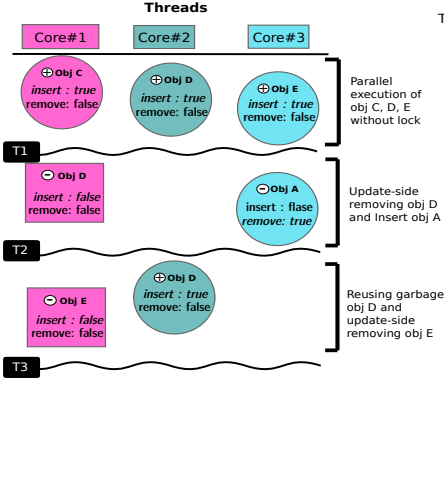 Threads
T
Core#1
Core#2
Core#3
+ Obj C
insert : true
remove: false
+ Obj D
insert : true
remove: false
+ Obj E
insert : true
remove: false
Parallel
execution of
obj C, D, E
without lock
T1
− Obj D
insert : false
remove: false
− Obj A
insert : flase
remove: true
Update-side
removing obj D
and Insert obj A
T2
− Obj E
insert : false
remove: false
+ Obj D
insert : true
remove: false
Reusing garbage
obj D and
update-side
removing obj E
T3